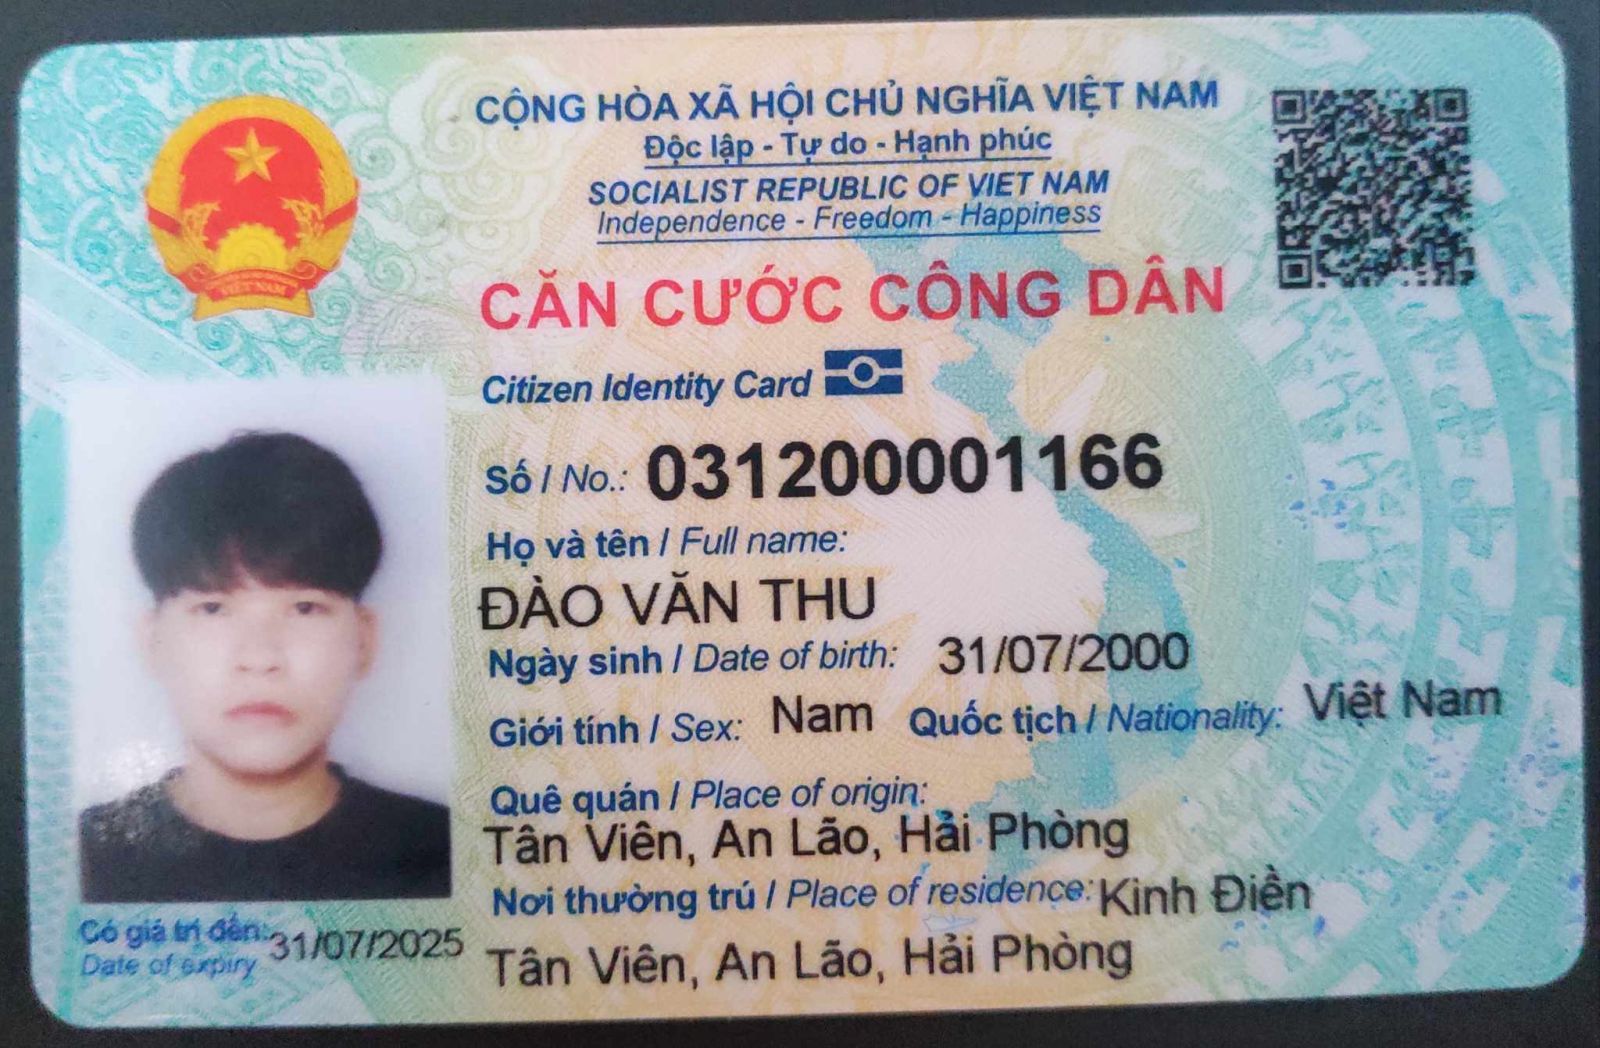 CỘNG HÒA XÃ HỘI CHỦ NGHĨA VIỆT NAM
Độc lập - Tự do - Hạnh phúc
SOCIALIST REPUBLIC OF VIET NAM
Independence - Freedom - Happiness
CĂN CƯỚC CÔNG DÂN
Citizen Identity Card
Số / No.: 031200001166
Họ và tên / Full name:
ĐÀO VĂN THU
Ngày sinh / Date of birth: 31/07/2000
Giới tính / Sex: Nam Quốc tịch / Nationality: Việt Nam
Quê quán / Place of origin:
Tân Viên, An Lão, Hải Phòng
Nơi thường trú / Place of residence: Kinh Điền
Tân Viên, An Lão, Hải Phòng
Có giá trị đến: 31/07/2025
Date of expiry
VIỆT NAM